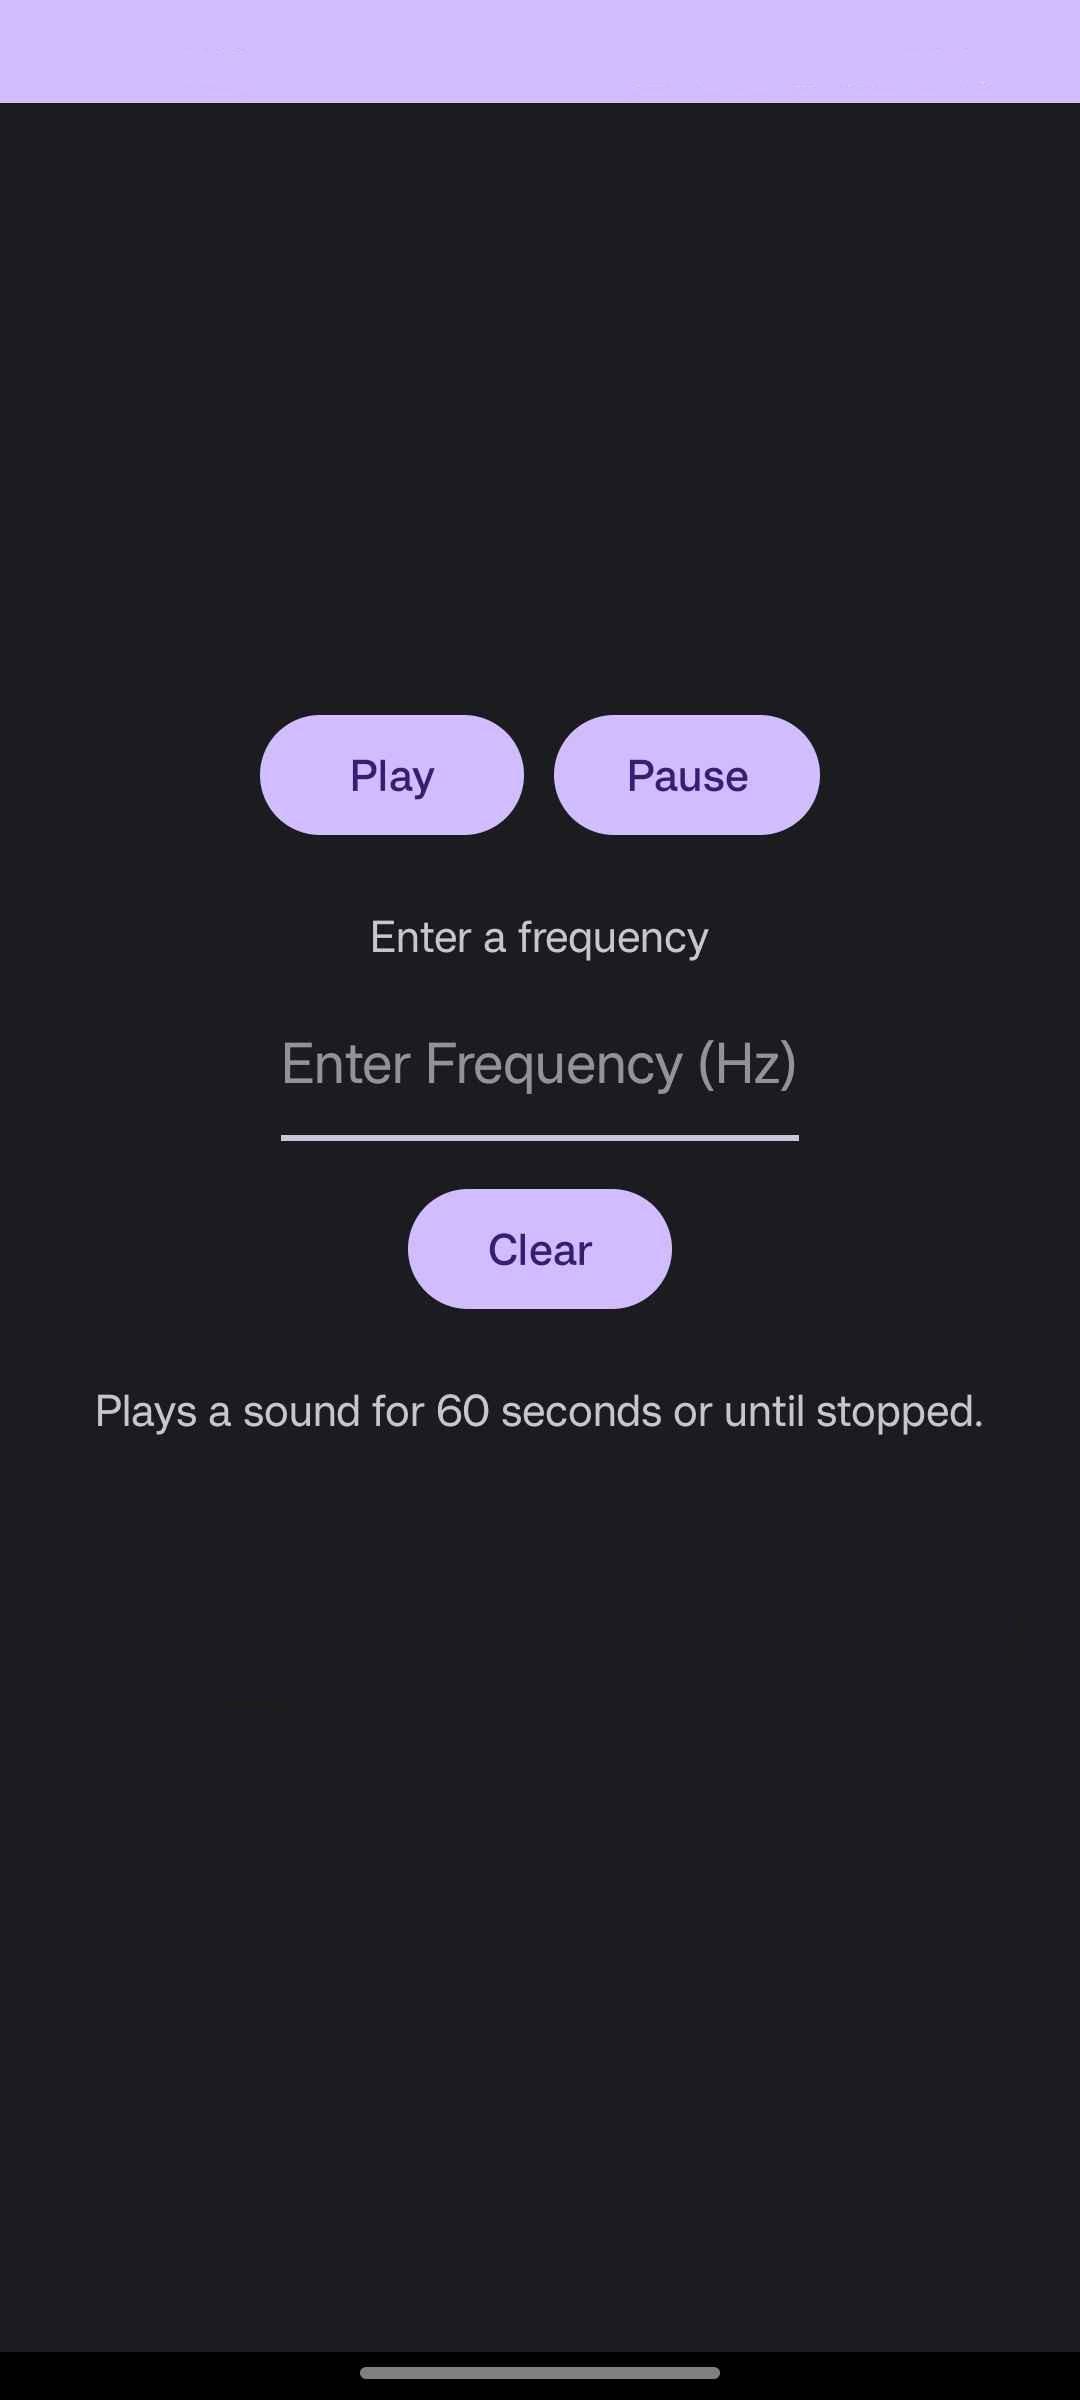 Play Pause
Enter a frequency
Enter Frequency (Hz)
Clear
Plays a sound for 60 seconds or until stopped.